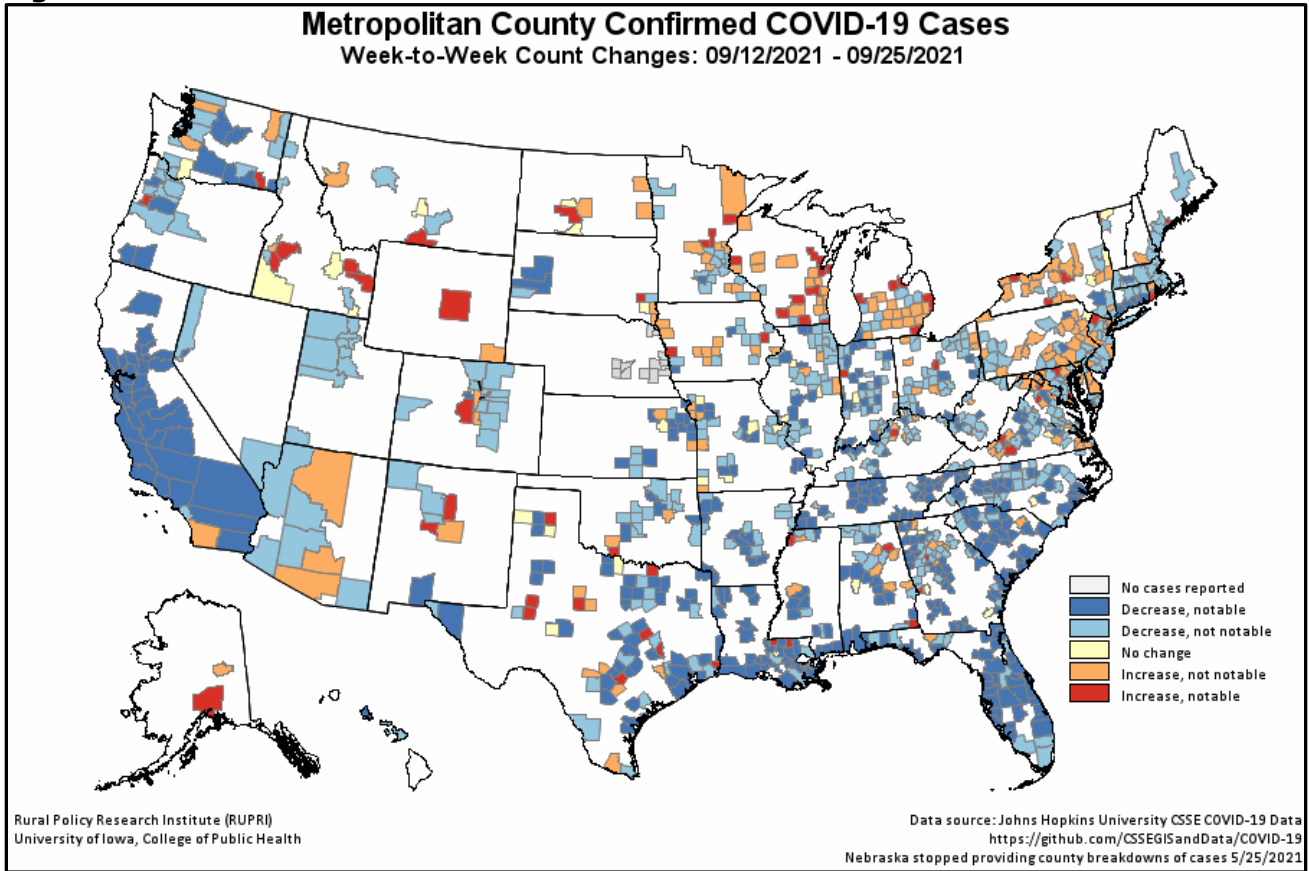 Metropolitan County Confirmed COVID-19 Cases
Week-to-Week Count Changes: 09/12/2021 - 09/25/2021
No cases reported
Decrease, notable
Decrease, not notable
No change
Increase, not notable
Increase, notable
Rural Policy Research Institute (RUPRI)
University of Iowa, College of Public Health
Data source: Johns Hopkins University CSSE COVID-19 Data
https://github.com/CSSEGISandData/COVID-19
Nebraska stopped providing county breakdowns of cases 5/25/2021